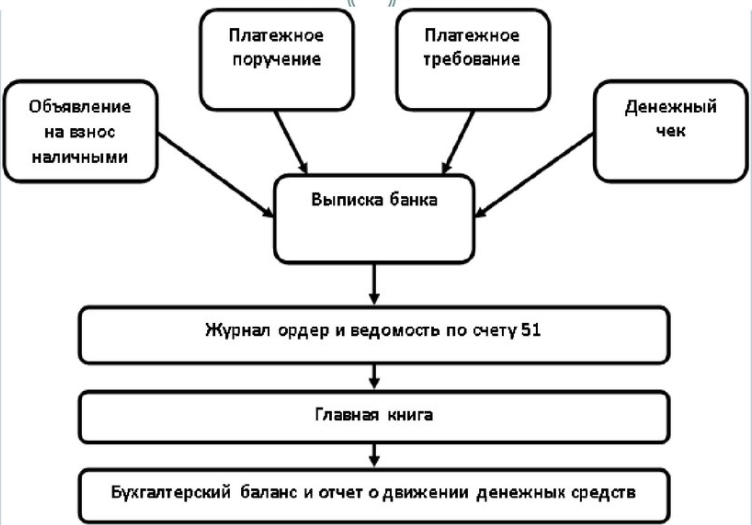 Платежное
поручение
Платежное
требование
Объявление
на взнос
наличными
Денежный
чек
Выписка банка
Журнал ордер и ведомость по счету 51
Главная книга
Бухгалтерский баланс и отчет о движении денежных средств